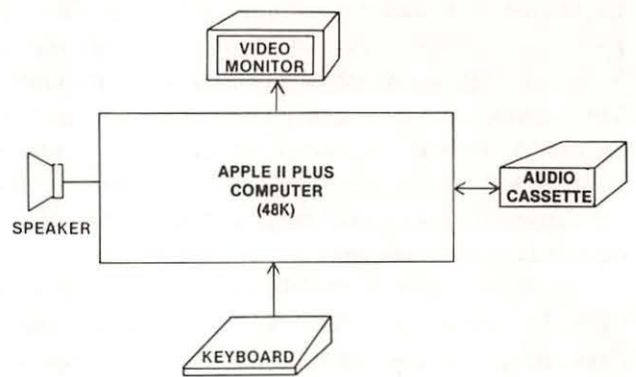 VIDEO
MONITOR
APPLE II PLUS
COMPUTER
(48K)
SPEAKER
AUDIO
CASSETTE
KEYBOARD